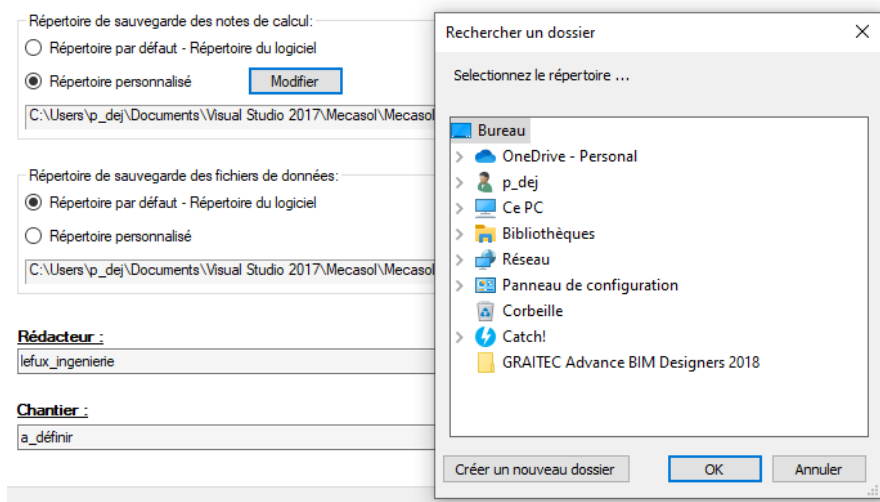 Répertoire de sauvegarde des notes de calcul:
Répertoire par défaut - Répertoire du logiciel
Répertoire personnalisé
Modifier
C:\Users\p_dej\Documents\Visual Studio 2017\Mecasol\Mecasol
Répertoire de sauvegarde des fichiers de données:
Répertoire par défaut - Répertoire du logiciel
Répertoire personnalisé
C:\Users\p_dej\Documents\Visual Studio 2017\Mecasol\Mecasol
Rédacteur :
lefux_ingenierie
Chantier :
a_définir
Rechercher un dossier
Selectionnez le répertoire ...
Bureau
OneDrive - Personal
p_dej
Ce PC
Bibliothèques
Réseau
Panneau de configuration
Corbeille
Catch!
GRAITEC Advance BIM Designers 2018
Créer un nouveau dossier
OK
Annuler